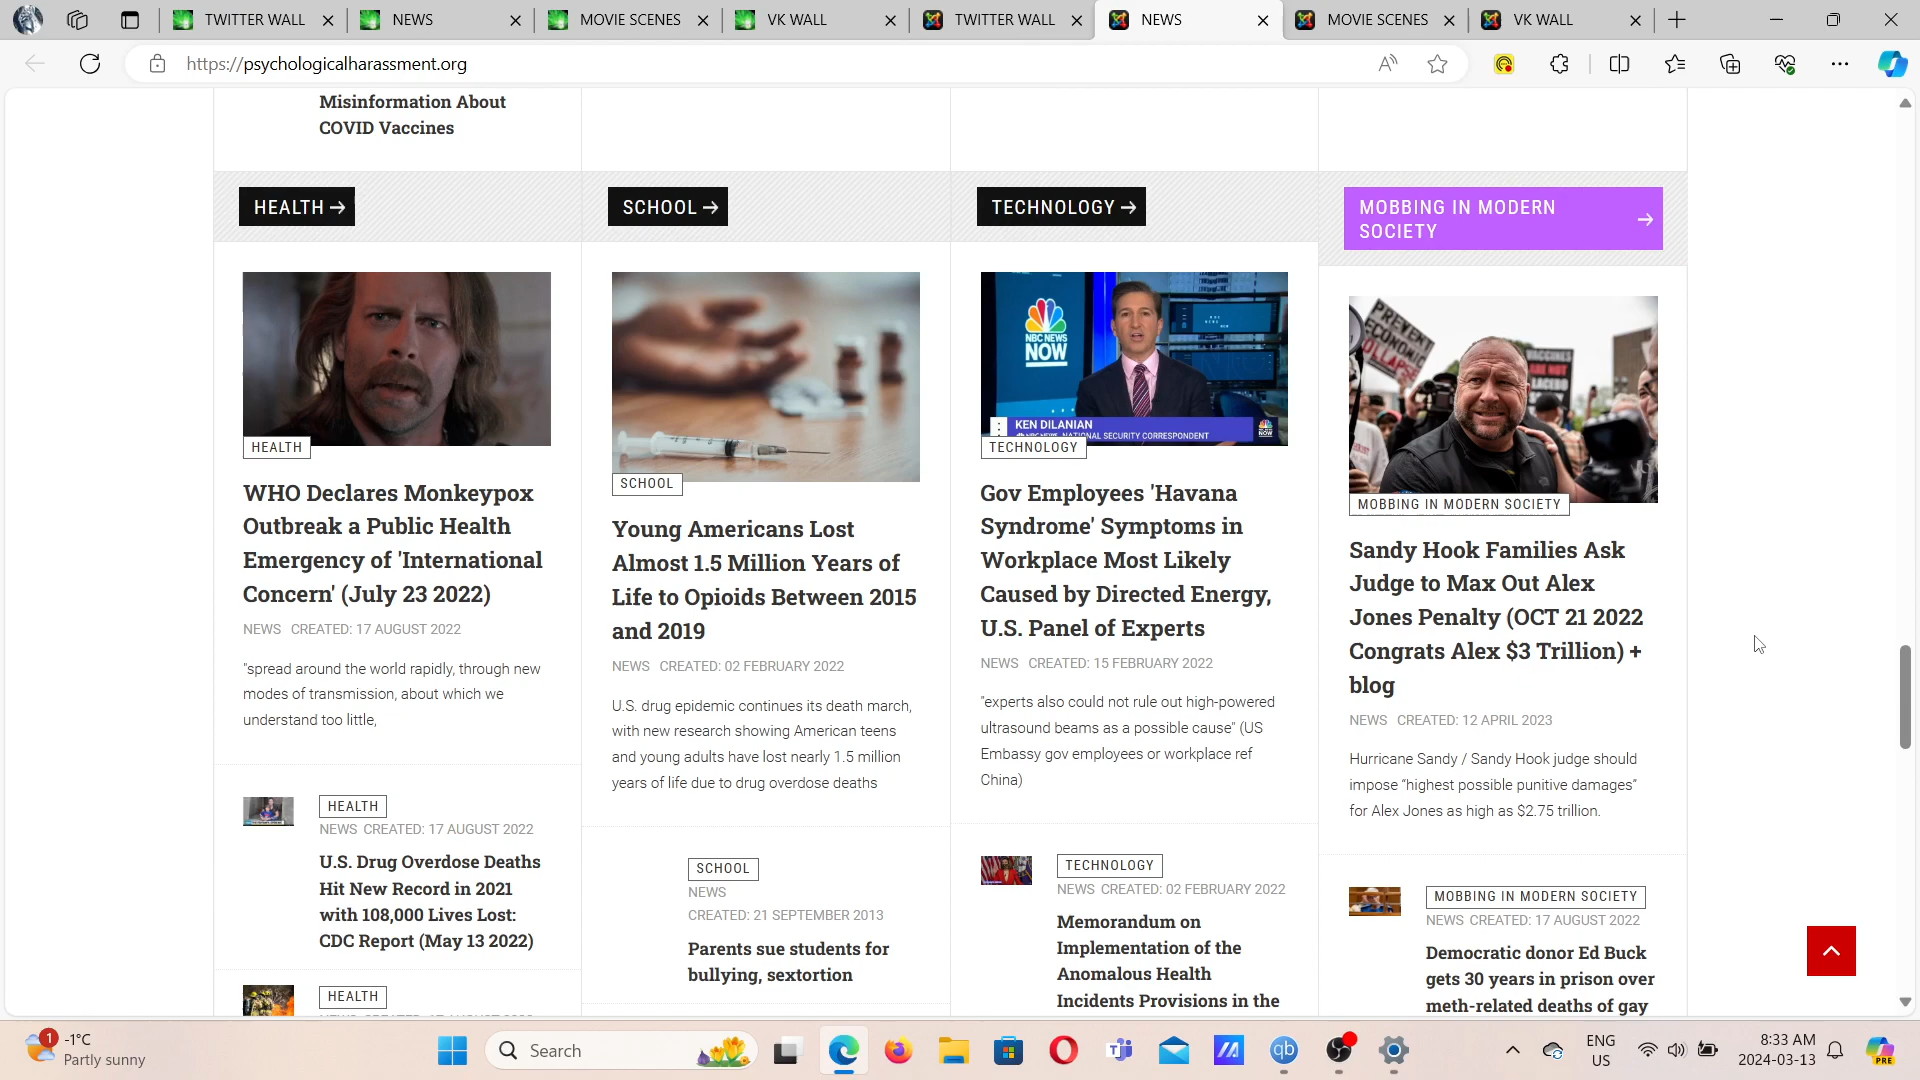 TWITTER WALL
NEWS
MOVIE SCENES
VK WALL
TWITTER WALL
NEWS
MOVIE SCENES
VK WALL
https://psychologicalharassment.org
Misinformation About
COVID Vaccines
HEALTH →
SCHOOL →
TECHNOLOGY →
MOBBING IN MODERN
SOCIETY →
HEALTH
WHO Declares Monkeypox
Outbreak a Public Health
Emergency of 'International
Concern' (July 23 2022)
NEWS CREATED: 17 AUGUST 2022
"spread around the world rapidly, through new
modes of transmission, about which we
understand too little,
HEALTH
NEWS CREATED: 17 AUGUST 2022
U.S. Drug Overdose Deaths
Hit New Record in 2021
with 108,000 Lives Lost:
CDC Report (May 13 2022)
HEALTH
SCHOOL
Young Americans Lost
Almost 1.5 Million Years of
Life to Opioids Between 2015
and 2019
NEWS CREATED: 02 FEBRUARY 2022
U.S. drug epidemic continues its death march,
with new research showing American teens
and young adults have lost nearly 1.5 million
years of life due to drug overdose deaths
SCHOOL
NEWS
CREATED: 21 SEPTEMBER 2013
Parents sue students for
bullying, sextortion
NBC NEWS
NOW
KEN DILANIAN
NATIONAL SECURITY CORRESPONDENT
TECHNOLOGY
Gov Employees 'Havana
Syndrome' Symptoms in
Workplace Most Likely
Caused by Directed Energy,
U.S. Panel of Experts
NEWS CREATED: 15 FEBRUARY 2022
"experts also could not rule out high-powered
ultrasound beams as a possible cause" (US
Embassy gov employees or workplace ref
China)
TECHNOLOGY
NEWS CREATED: 02 FEBRUARY 2022
Memorandum on
Implementation of the
Anomalous Health
Incidents Provisions in the
PREVENT
ECONOMIC
COLLAPSE
MOBBING IN MODERN SOCIETY
Sandy Hook Families Ask
Judge to Max Out Alex
Jones Penalty (OCT 21 2022
Congrats Alex $3 Trillion) +
blog
NEWS CREATED: 12 APRIL 2023
Hurricane Sandy / Sandy Hook judge should
impose “highest possible punitive damages”
for Alex Jones as high as $2.75 trillion.
MOBBING IN MODERN SOCIETY
NEWS CREATED: 17 AUGUST 2022
Democratic donor Ed Buck
gets 30 years in prison over
meth-related deaths of gay
1
-1°C
Partly sunny
Search
ENG
US
8:33 AM
2024-03-13